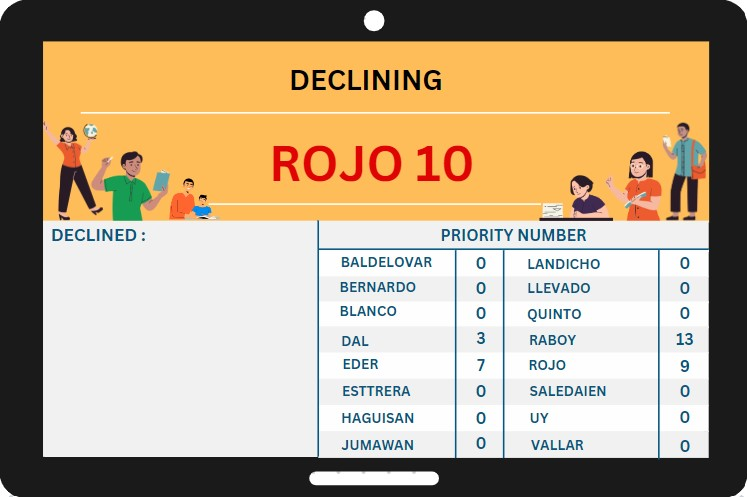 DECLINING
ROJO 10
DECLINED :
PRIORITY NUMBER
BALDELOVAR 0 LANDICHO 0
BERNARDO 0 LLEVADO 0
BLANCO 0 QUINTO 0
DAL 3 RABOY 13
EDER 7 ROJO 9
ESTTRERA 0 SALEDAIEN 0
HAGUISAN 0 UY 0
JUMAWAN 0 VALLAR 0